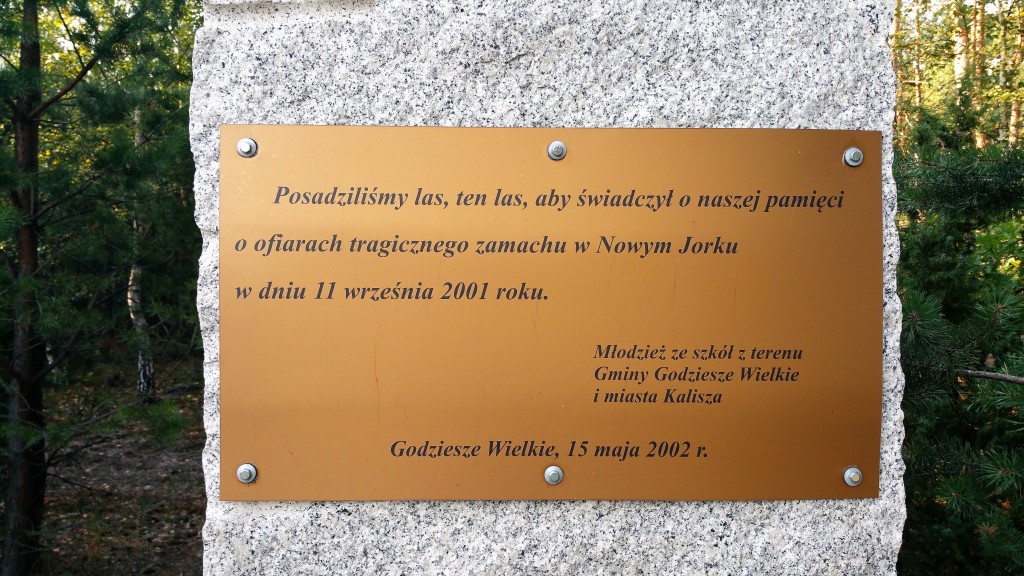 Posadziliśmy las, ten las, aby świadczył o naszej pamięci
o ofiarach tragicznego zamachu w Nowym Jorku
w dniu 11 września 2001 roku.
Młodzież ze szkół z terenu
Gminy Godziesze Wielkie
i miasta Kalisza
Godziesze Wielkie, 15 maja 2002 r.